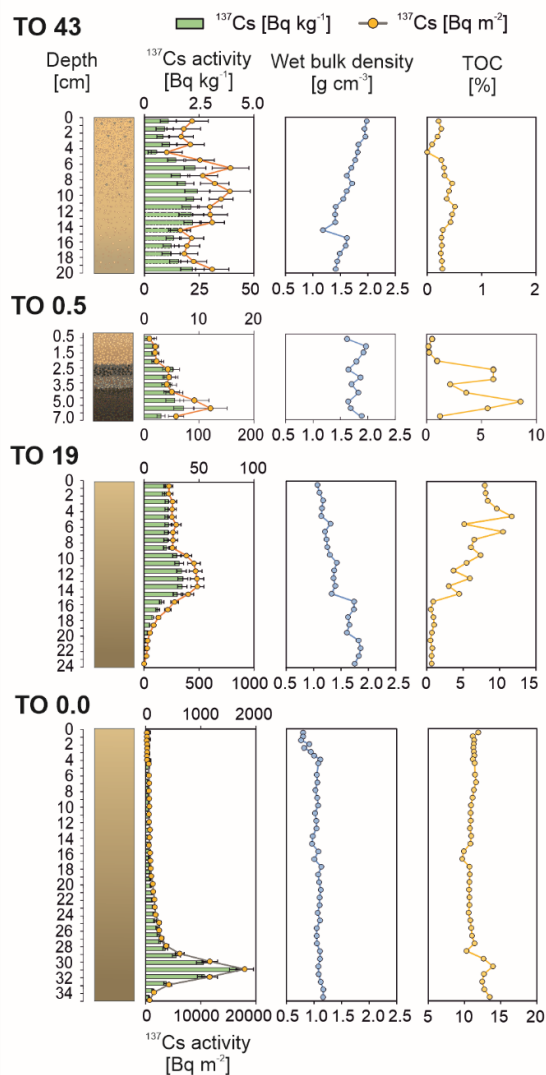 TO 43
¹³⁷Cs [Bq kg⁻¹]
¹³⁷Cs [Bq m⁻²]
Depth
[cm]
¹³⁷Cs activity
[Bq kg⁻¹]
Wet bulk density
[g cm⁻³]
TOC
[%]
0 2.5 5.0
0
2
4
6
8
10
12
14
16
18
20
0 25 50
0.5 1.0 1.5 2.0 2.5
0 1 2
TO 0.5
0 10 20
0.5
1.5
2.5
3.5
5.0
7.0
0 100 200
0.5 1.0 1.5 2.0 2.5
0 5 10
TO 19
0 50 100
0
2
4
6
8
10
12
14
16
18
20
22
24
0 500 1000
0.5 1.0 1.5 2.0 2.5
0 5 10 15
TO 0.0
0 1000 2000
0
2
4
6
8
10
12
14
16
18
20
22
24
26
28
30
32
34
0 10000 20000
0.0 0.5 1.0 1.5 2.0 2.5
5 10 15 20
¹³⁷Cs activity
[Bq m⁻²]